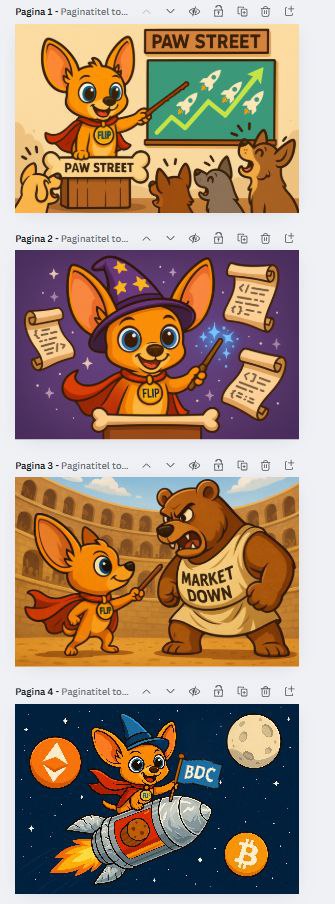 Pagina 1 - Paginatitel to...
PAW STREET
FLIP
PAW STREET
Pagina 2 - Paginatitel to...
FLIP
Pagina 3 - Paginatitel to...
FLIP
MARKET
DOWN
Pagina 4 - Paginatitel to...
BDC